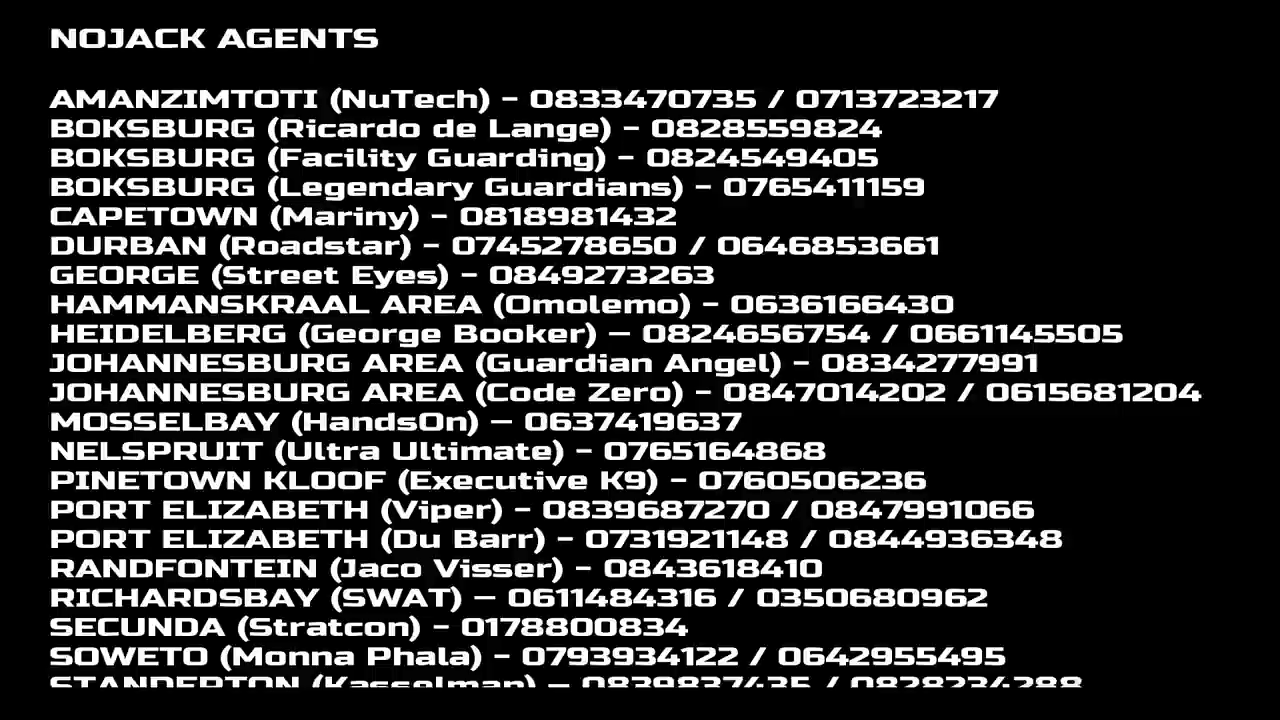 NOJACK AGENTS
AMANZIMTOTI (NuTech) - 0833470735 / 0713723217
BOKSBURG (Ricardo de Lange) - 0828559824
BOKSBURG (Facility Guarding) - 0824549405
BOKSBURG (Legendary Guardians) - 0765411159
CAPETOWN (Mariny) - 0818981432
DURBAN (Roadstar) - 0745278650 / 0646853661
GEORGE (Street Eyes) - 0849273263
HAMMANSKRAAL AREA (Omolemo) - 0636166430
HEIDELBERG (George Booker) – 0824656754 / 0661145505
JOHANNESBURG AREA (Guardian Angel) - 0834277991
JOHANNESBURG AREA (Code Zero) - 0847014202 / 0615681204
MOSSELBAY (HandsOn) – 0637419637
NELSPRUIT (Ultra Ultimate) - 0765164868
PINETOWN KLOOF (Executive K9) - 0760506236
PORT ELIZABETH (Viper) - 0839687270 / 0847991066
PORT ELIZABETH (Du Barr) - 0731921148 / 0844936348
RANDFONTEIN (Jaco Visser) - 0843618410
RICHARDSBAY (SWAT) – 0611484316 / 0350680962
SECUNDA (Stratcon) - 0178800834
SOWETO (Monna Phala) - 0793934122 / 0642955495
STANDERTON (Kasselman) – 0839837435 / 0828234288